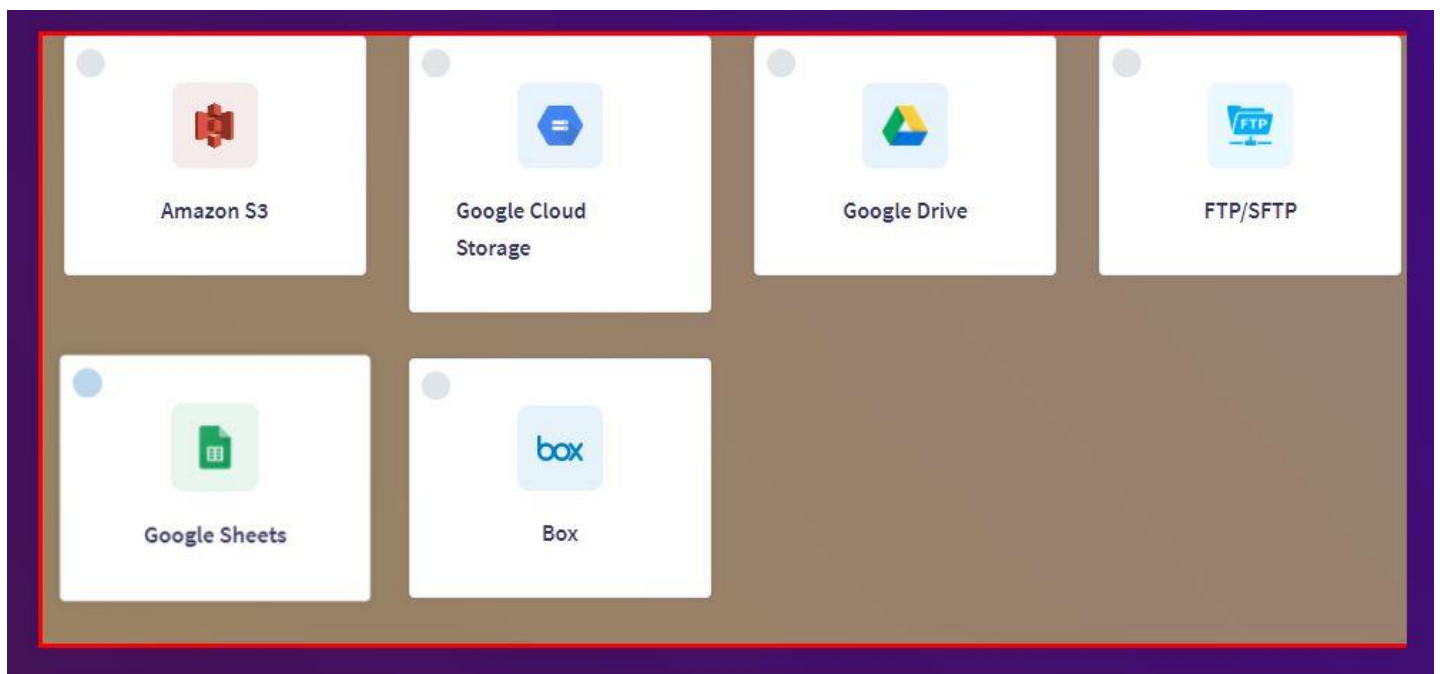 FTP
Amazon S3
Google Cloud
Storage
Google Drive
FTP/SFTP
box
Google Sheets
Box